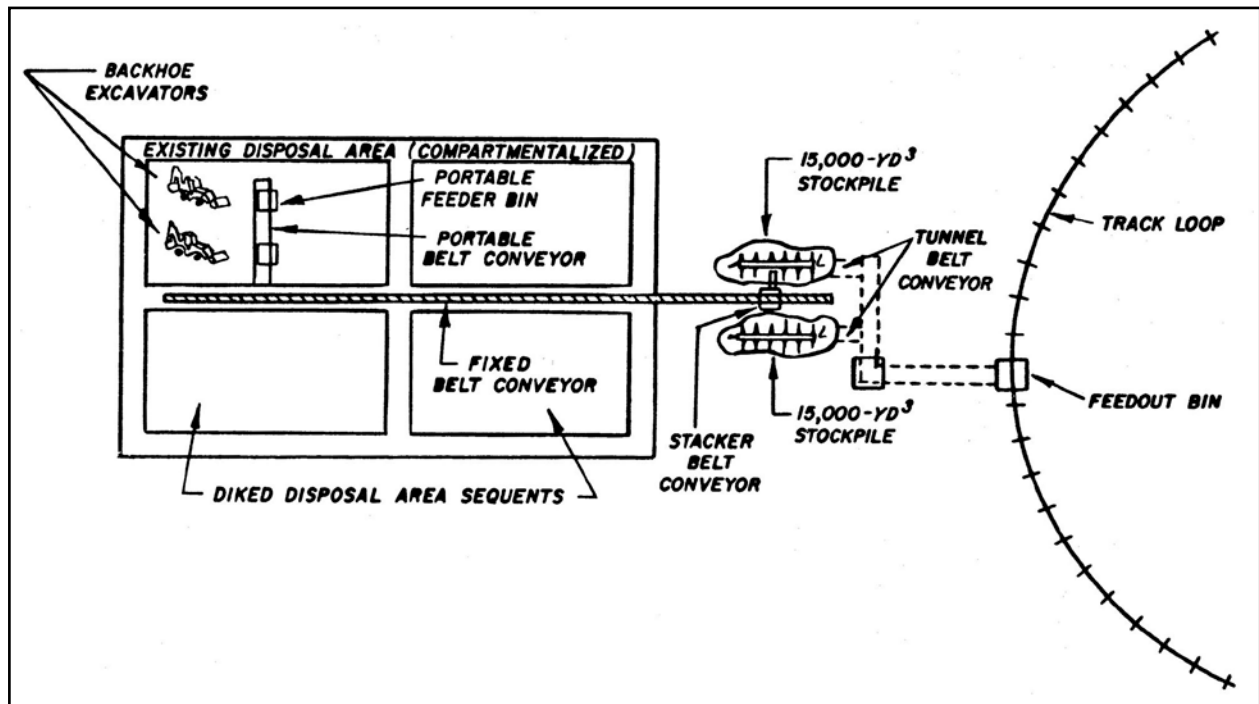 BACKHOE
EXCAVATORS
EXISTING DISPOSAL AREA (COMPARTMENTALIZED)
PORTABLE
FEEDER BIN
PORTABLE
BELT CONVEYOR
FIXED
BELT CONVEYOR
DIKED DISPOSAL AREA SEQUENTS
15,000-YD³
STOCKPILE
TUNNEL
BELT
CONVEYOR
TRACK LOOP
15,000-YD³
STOCKPILE
STACKER
BELT
CONVEYOR
FEEDOUT BIN